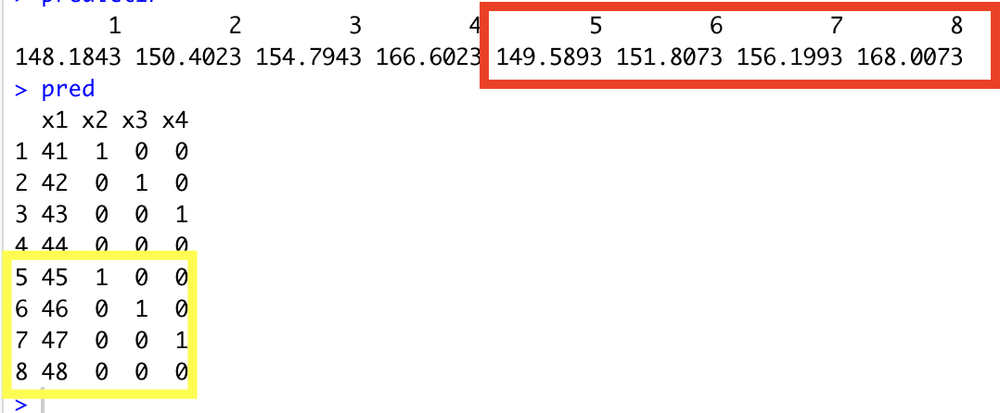 1 2 3 4 5 6 7 8
148.1843 150.4023 154.7943 166.6023 149.5893 151.8073 156.1993 168.0073
> pred
x1 x2 x3 x4
1 41 1 0 0
2 42 0 1 0
3 43 0 0 1
4 44 0 0 0
5 45 1 0 0
6 46 0 1 0
7 47 0 0 1
8 48 0 0 0
>